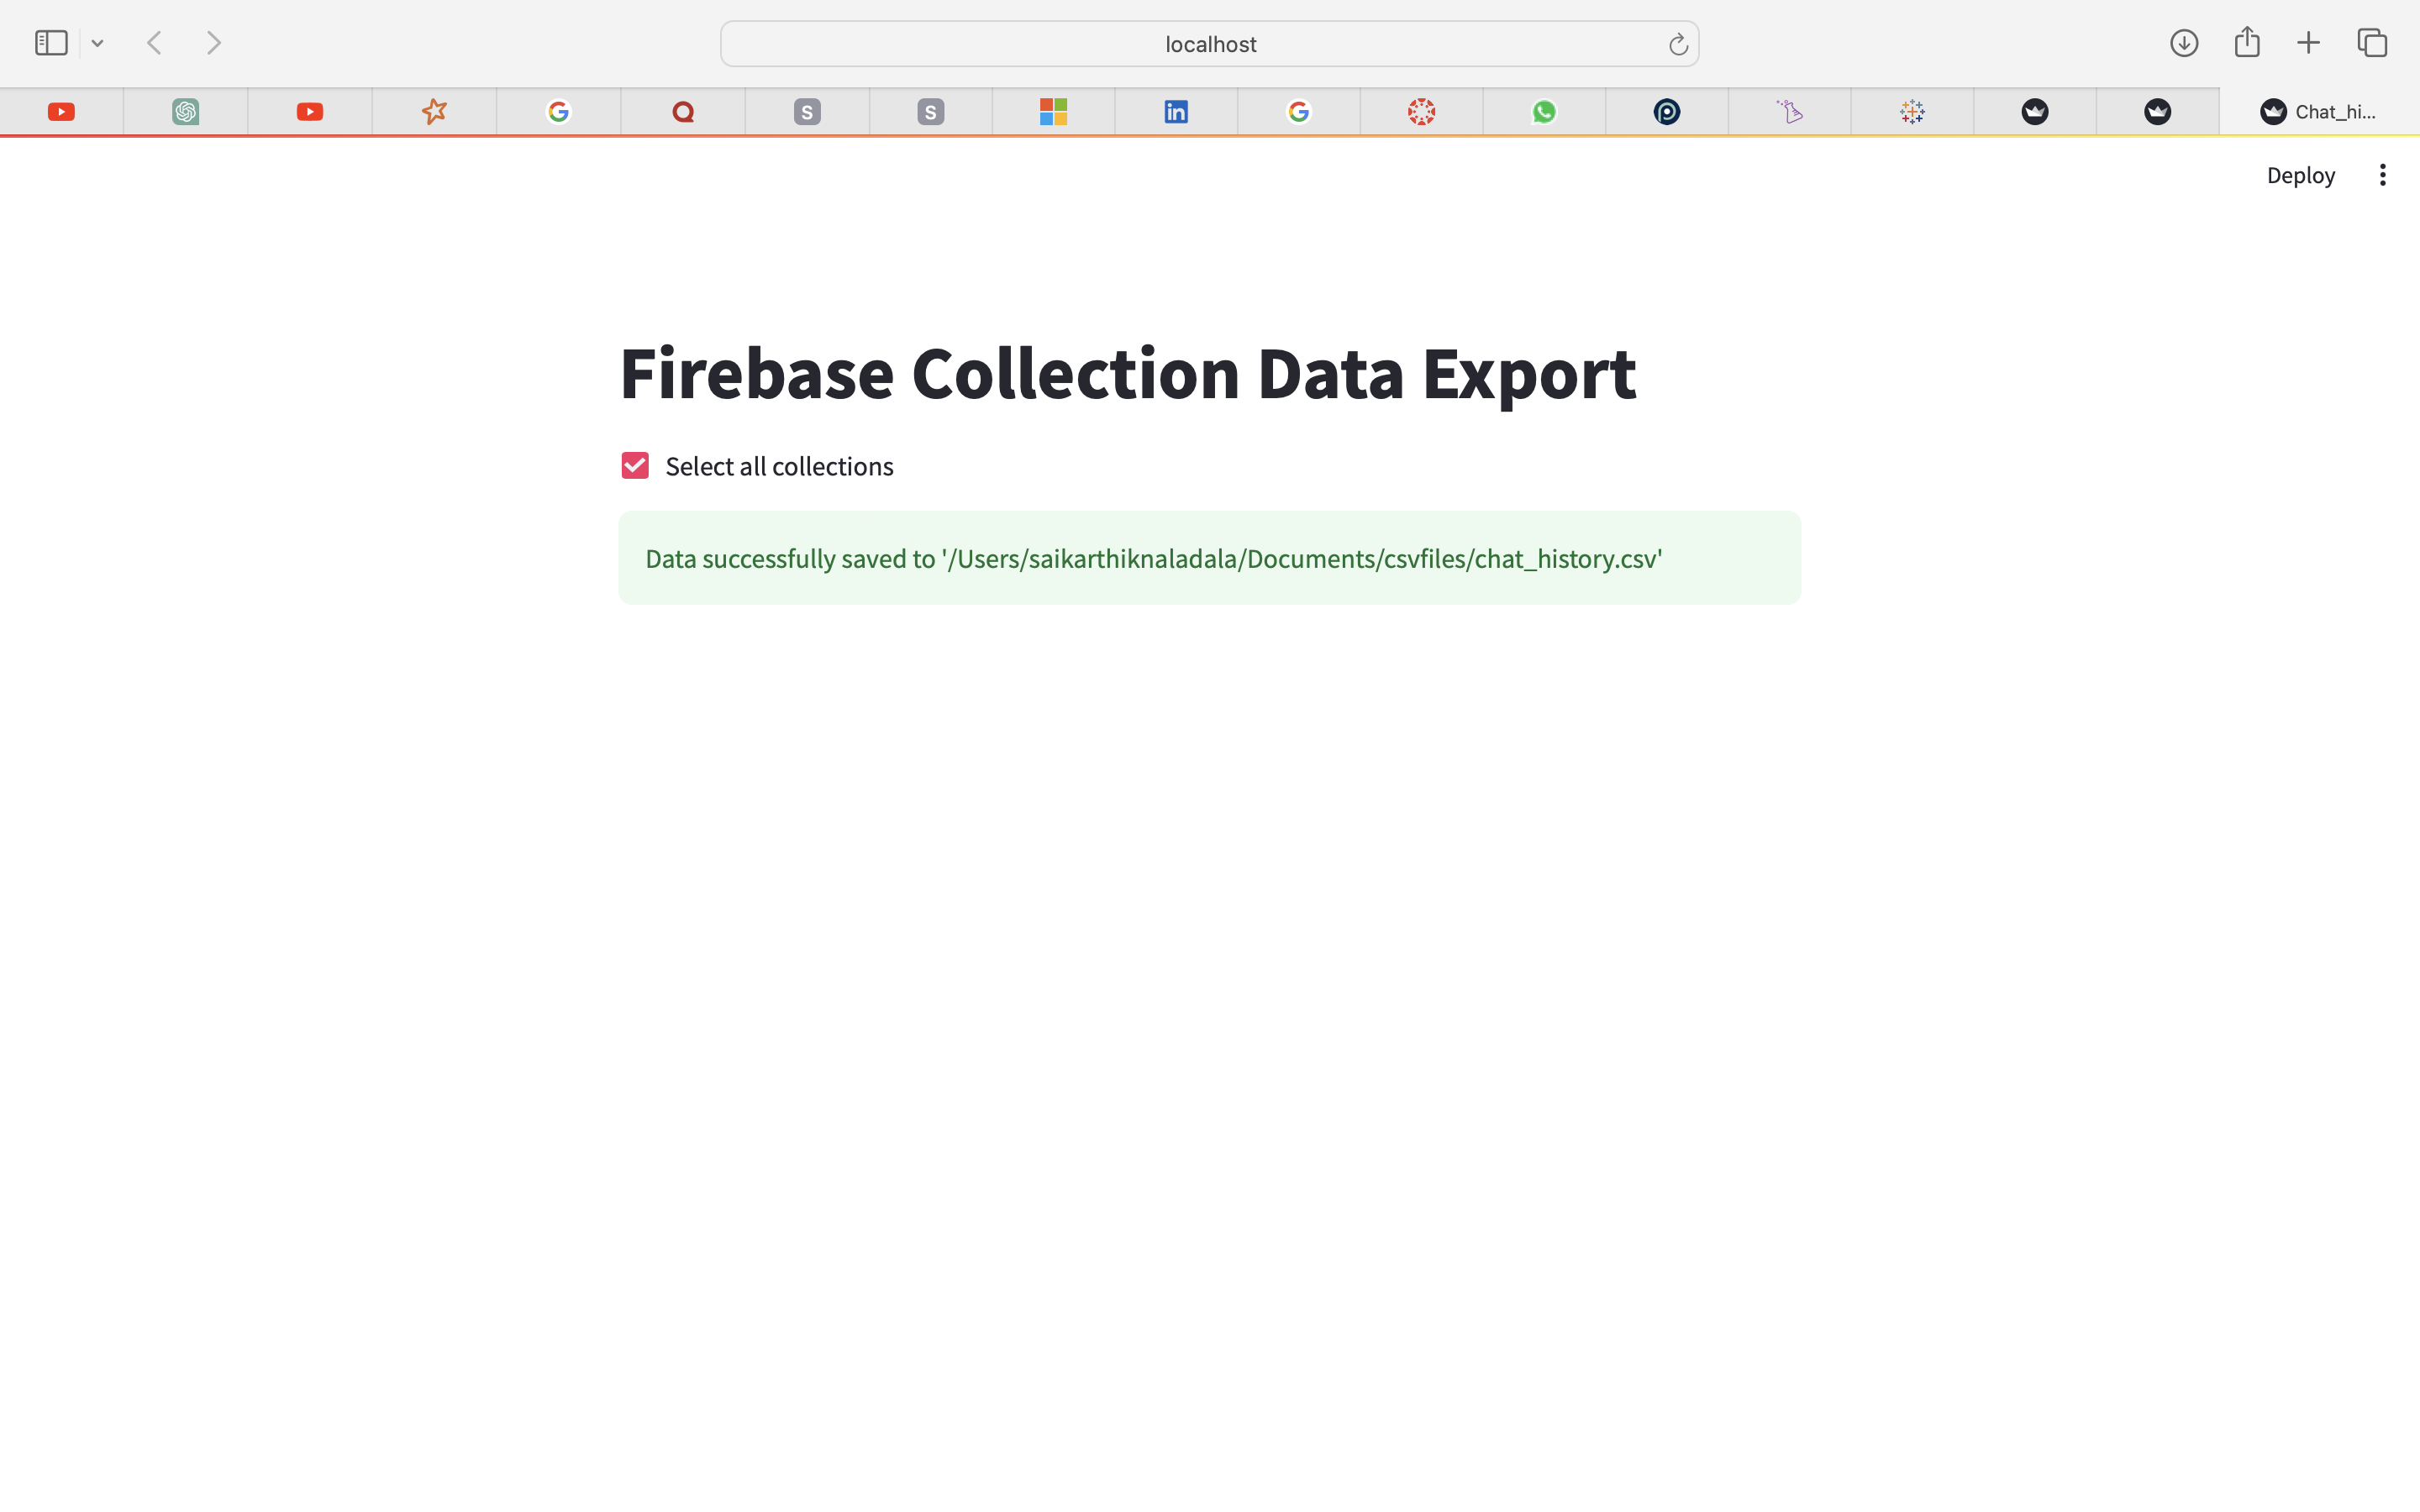 localhost
S
S
in
Chat_hi...
Deploy
Firebase Collection Data Export
Select all collections
Data successfully saved to '/Users/saikarthiknaladala/Documents/csvfiles/chat_history.csv'